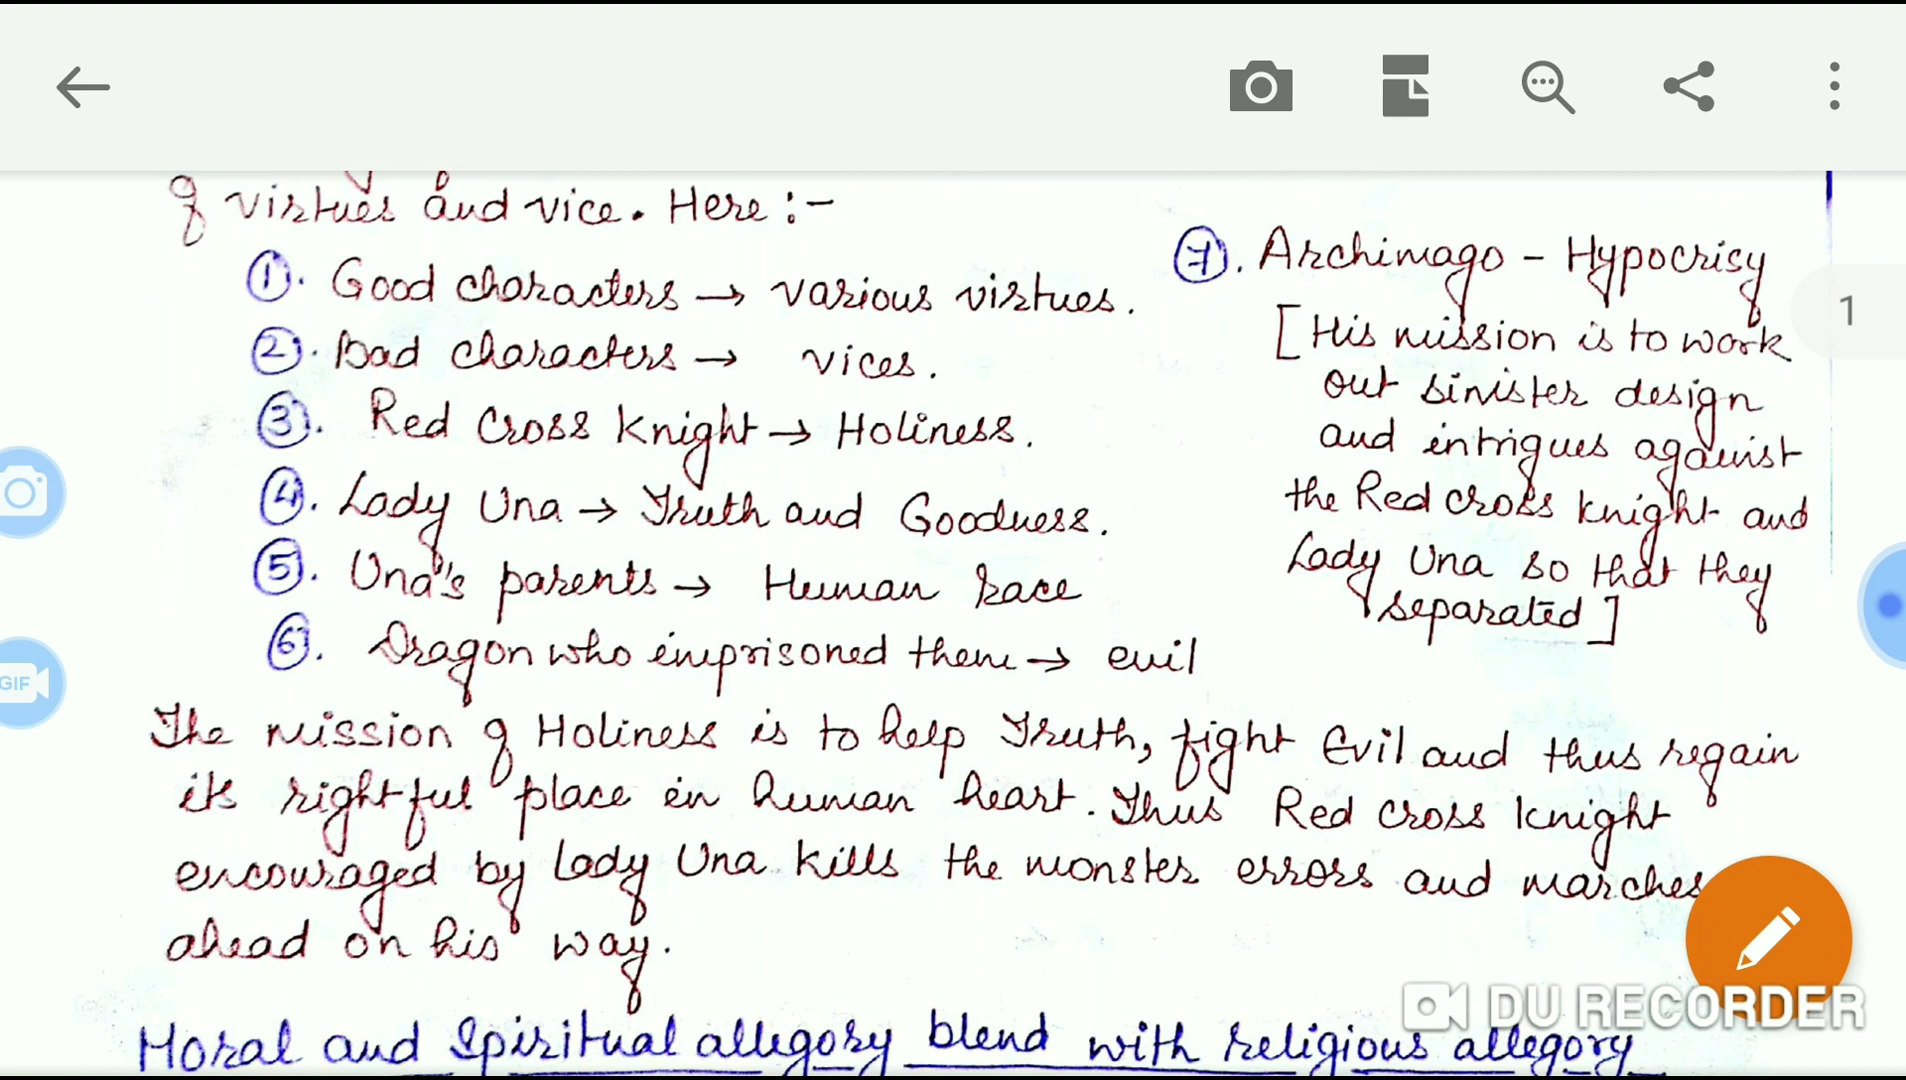 of virtues and vice. Here :-
①. Good characters → various virtues.
②. Bad characters → vices.
③. Red Cross Knight → Holiness.
④. Lady Una → Truth and Goodness.
⑤. Una's parents → Human race
⑥. Dragon who imprisoned them → evil
⑦. Archimago - Hypocrisy
[His mission is to work
out sinister design
and intrigues against
the Red cross knight and
Lady Una so that they
separated]
1
The mission of Holiness is to help Truth, fight Evil and thus regain
its rightful place in human heart. Thus Red Cross Knight
encouraged by Lady Una kills the monster errors and marches
ahead on his way.
Moral and Spiritual allegory blend with religious allegory
GIF
DU RECORDER